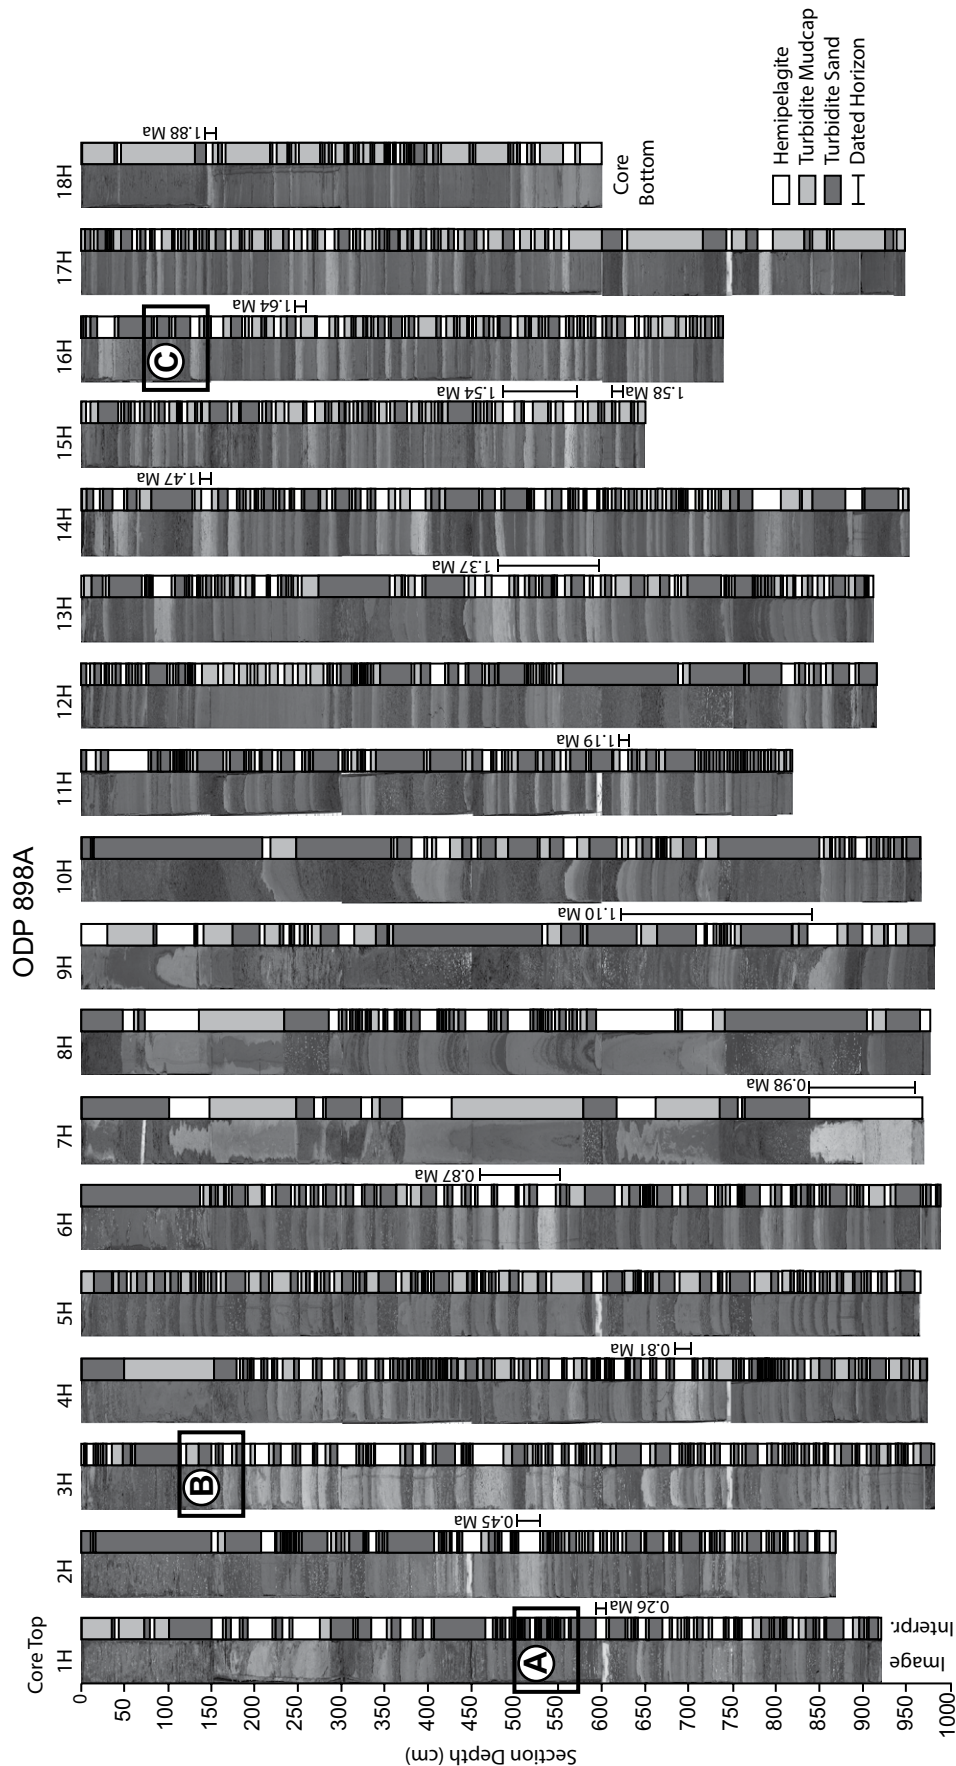 ODP 898A
Core Top
1H
2H
3H
4H
5H
6H
7H
8H
9H
10H
11H
12H
13H
14H
15H
16H
17H
18H
0
50
100
150
200
250
300
350
400
450
500
550
600
650
700
750
800
850
900
950
1000
Section Depth (cm)
Image
Interpr.
A
B
C
0.26 Ma
0.45 Ma
0.81 Ma
0.87 Ma
0.98 Ma
1.10 Ma
1.19 Ma
1.37 Ma
1.47 Ma
1.54 Ma
1.58 Ma
1.64 Ma
1.88 Ma
Core
Bottom
Hemipelagite
Turbidite Mudcap
Turbidite Sand
Dated Horizon